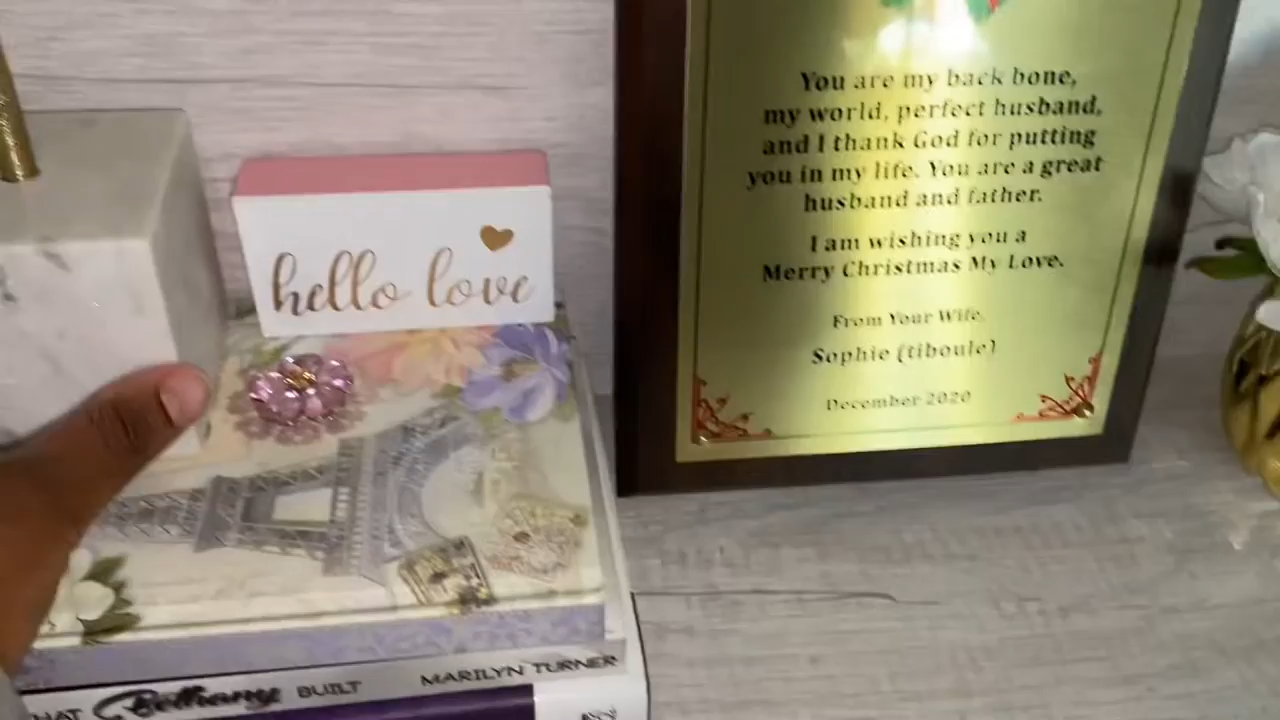 hello love
You are my back bone,
my world, perfect husband,
and I thank God for putting
you in my life. You are a great
husband and father.
I am wishing you a
Merry Christmas My Love.
From Your Wife,
Sophie (tiboule)
December 2020
HAT Bethany BUILT MARILYN TURNER